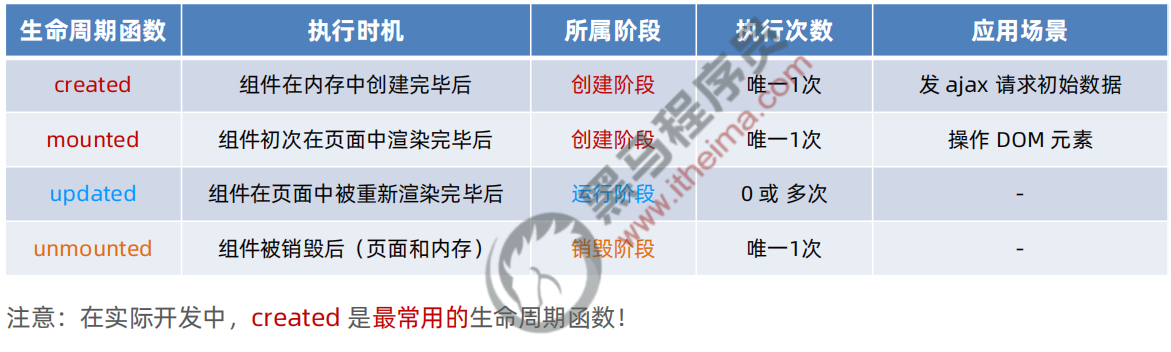 生命周期函数 执行时机 所属阶段 执行次数 应用场景
created 组件在内存中创建完毕后 创建阶段 唯一1次 发 ajax 请求初始数据
mounted 组件初次在页面中渲染完毕后 创建阶段 唯一1次 操作 DOM 元素
updated 组件在页面中被重新渲染完毕后 运行阶段 0 或 多次 -
unmounted 组件被销毁后（页面和内存） 销毁阶段 唯一1次 -
注意：在实际开发中，created 是最常用的生命周期函数！
黑马程序员
www.itheima.com